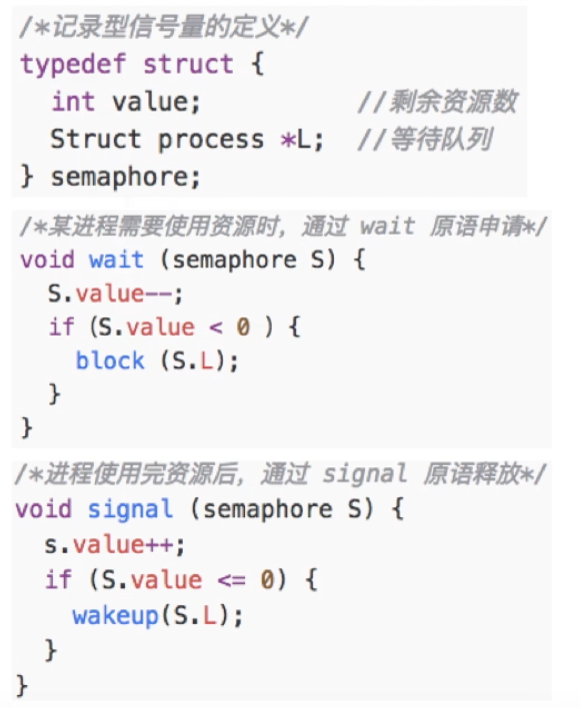 /*记录型信号量的定义*/
typedef struct {
  int value;          //剩余资源数
  Struct process *L;  //等待队列
} semaphore;
/*某进程需要使用资源时，通过 wait 原语申请*/
void wait (semaphore S) {
  S.value--;
  if (S.value < 0 ) {
    block (S.L);
  }
}
/*进程使用完资源后，通过 signal 原语释放*/
void signal (semaphore S) {
  s.value++;
  if (S.value <= 0) {
    wakeup(S.L);
  }
}